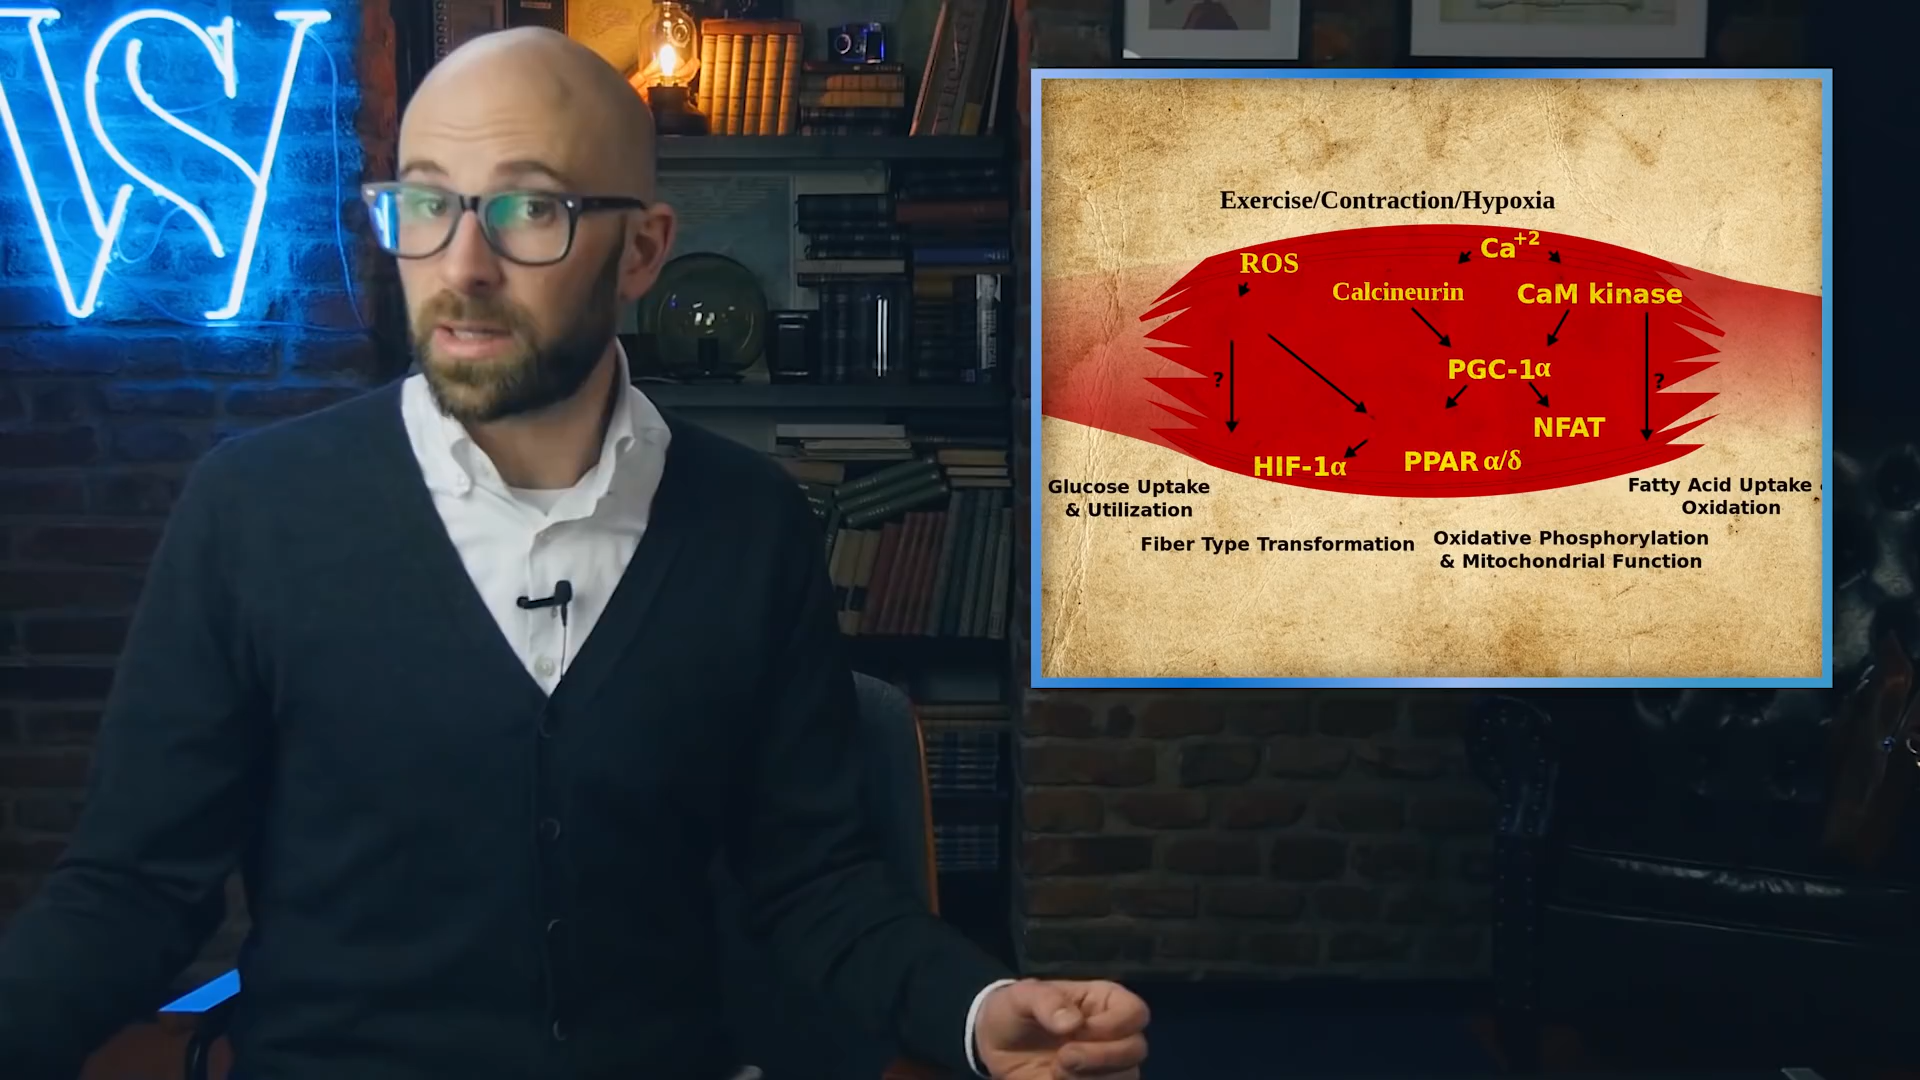 VS
Exercise/Contraction/Hypoxia
Ca+2
ROS
Calcineurin
CaM kinase
PGC-1α
?
?
NFAT
HIF-1α
PPAR α/δ
Glucose Uptake
& Utilization
Fatty Acid Uptake
Oxidation
Fiber Type Transformation
Oxidative Phosphorylation
& Mitochondrial Function